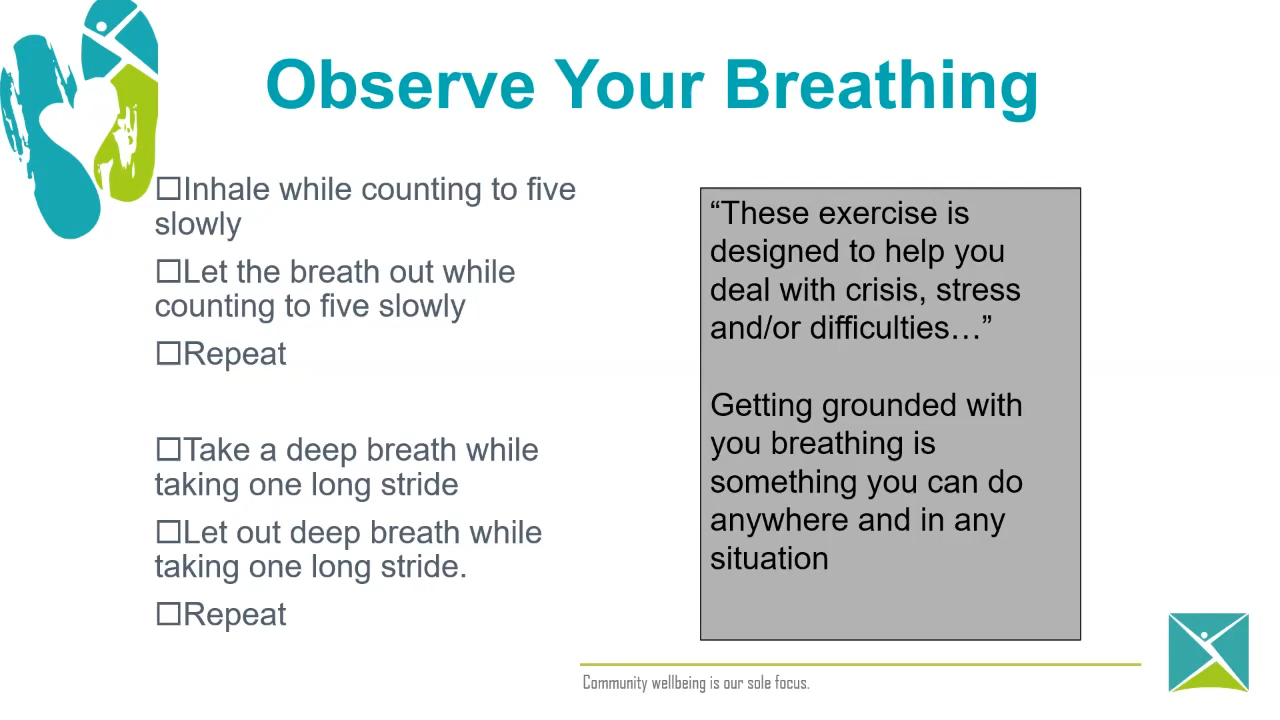 Observe Your Breathing
☐Inhale while counting to five
slowly
☐Let the breath out while
counting to five slowly
☐Repeat
☐Take a deep breath while
taking one long stride
☐Let out deep breath while
taking one long stride.
☐Repeat
“These exercise is
designed to help you
deal with crisis, stress
and/or difficulties…”
Getting grounded with
you breathing is
something you can do
anywhere and in any
situation
Community wellbeing is our sole focus.